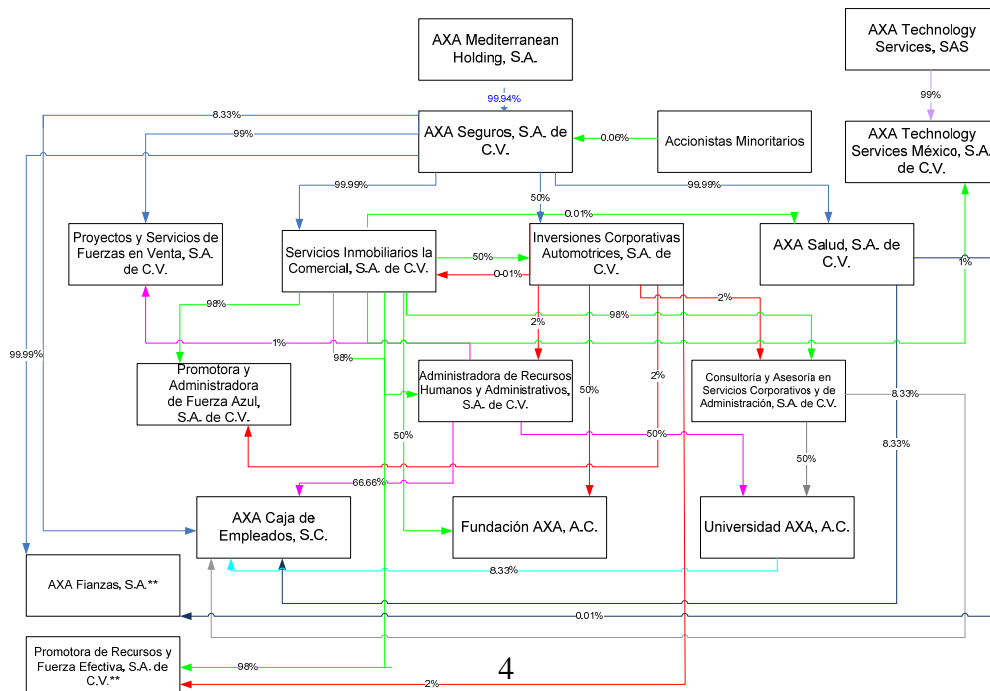 AXA Mediterranean
Holding, S.A.
AXA Technology
Services, SAS
99.94%
99%
8.33%
99%
AXA Seguros, S.A. de
C.V.
0.06%
Accionistas Minoritarios
AXA Technology
Services México, S.A.
de C.V.
99.99%
50%
99.99%
0.01%
Proyectos y Servicios de
Fuerzas en Venta, S.A.
de C.V.
Servicios Inmobiliarios la
Comercial, S.A. de C.V.
50%
0.01%
Inversiones Corporativas
Automotrices, S.A. de
C.V.
AXA Salud, S.A. de
C.V.
1%
98%
2%
2%
98%
99.99%
1%
98%
Promotora y
Administradora
de Fuerza Azul,
S.A. de C.V.
Administradora de Recursos
Humanos y Administrativos,
S.A. de C.V.
50%
2%
Consultoría y Asesoría en
Servicios Corporativos y de
Administración, S.A. de C.V.
8.33%
50%
50%
8.33%
50%
66.66%
AXA Caja de
Empleados, S.C.
Fundación AXA, A.C.
Universidad AXA, A.C.
8.33%
AXA Fianzas, S.A.**
0.01%
Promotora de Recursos y
Fuerza Efectiva, S.A. de
C.V.**
98%
2%
4